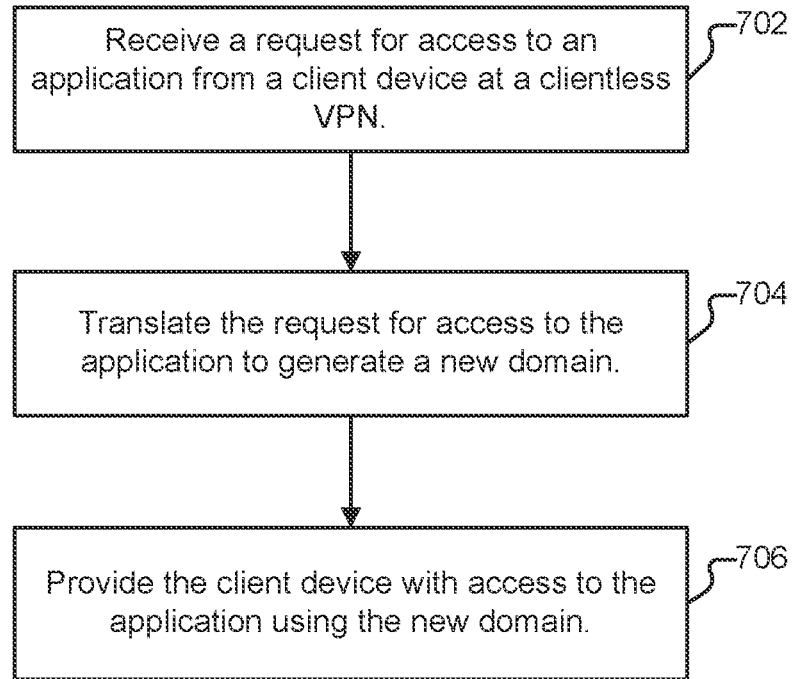 Receive a request for access to an
application from a client device at a clientless
VPN.
702
Translate the request for access to the
application to generate a new domain.
704
Provide the client device with access to the
application using the new domain.
706